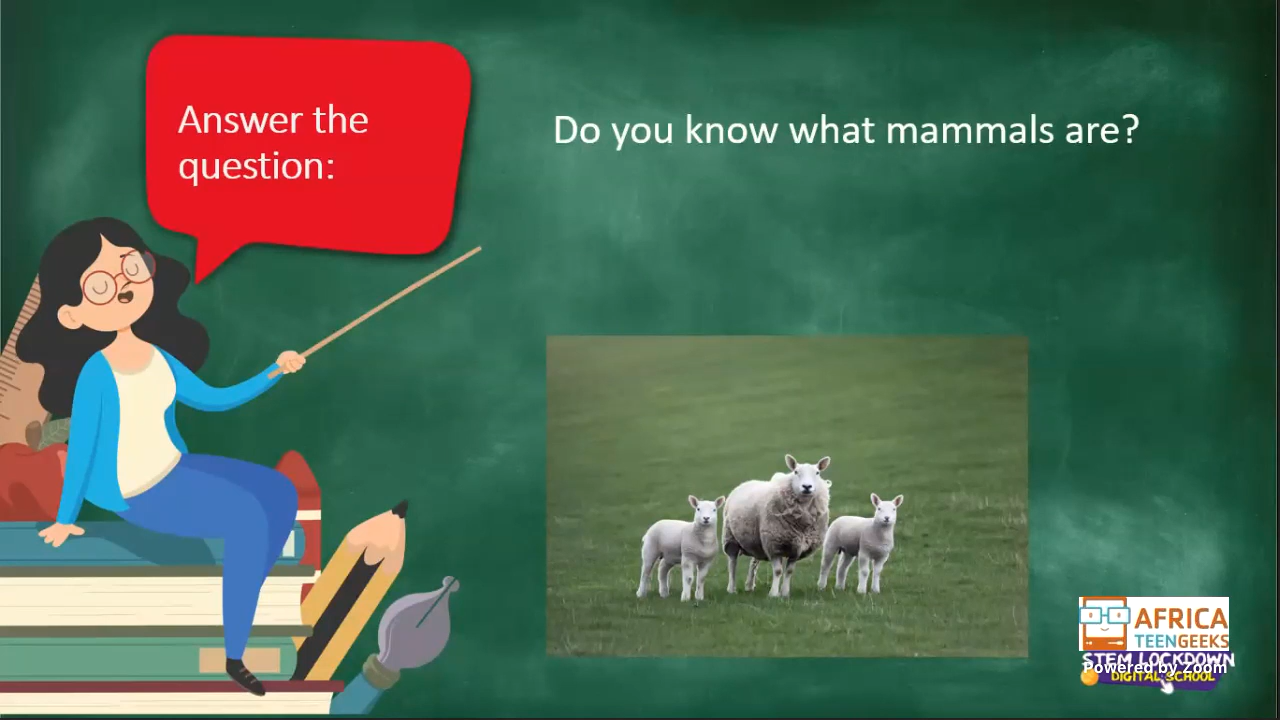 Answer the
question:
Do you know what mammals are?
AFRICA
TEENGEEKS
STEM LOCKDOWN
Powered by Zoom
DIGITAL SCHOOL